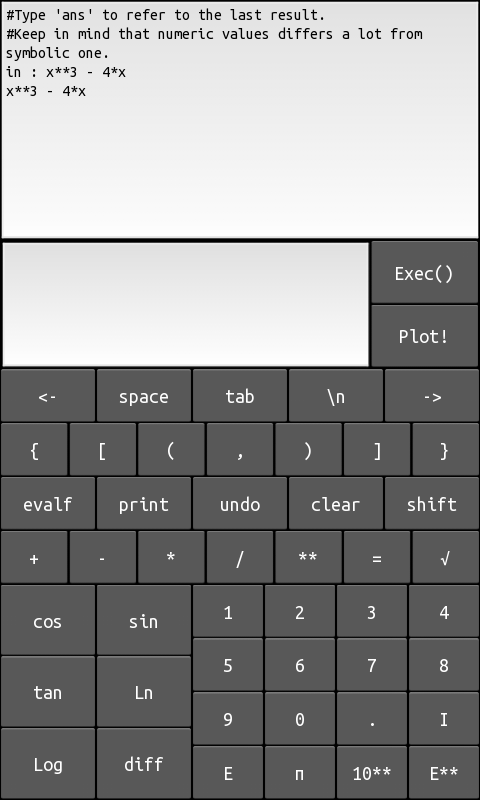 #Type 'ans' to refer to the last result.
#Keep in mind that numeric values differs a lot from
symbolic one.
in : x**3 - 4*x
x**3 - 4*x
Exec()
Plot!
<- space tab \n ->
{ [ ( , ) ] }
evalf print undo clear shift
+ - * / ** = √
cos sin
1 2 3 4
5 6 7 8
tan Ln
9 0 . I
Log diff
E п 10** E**